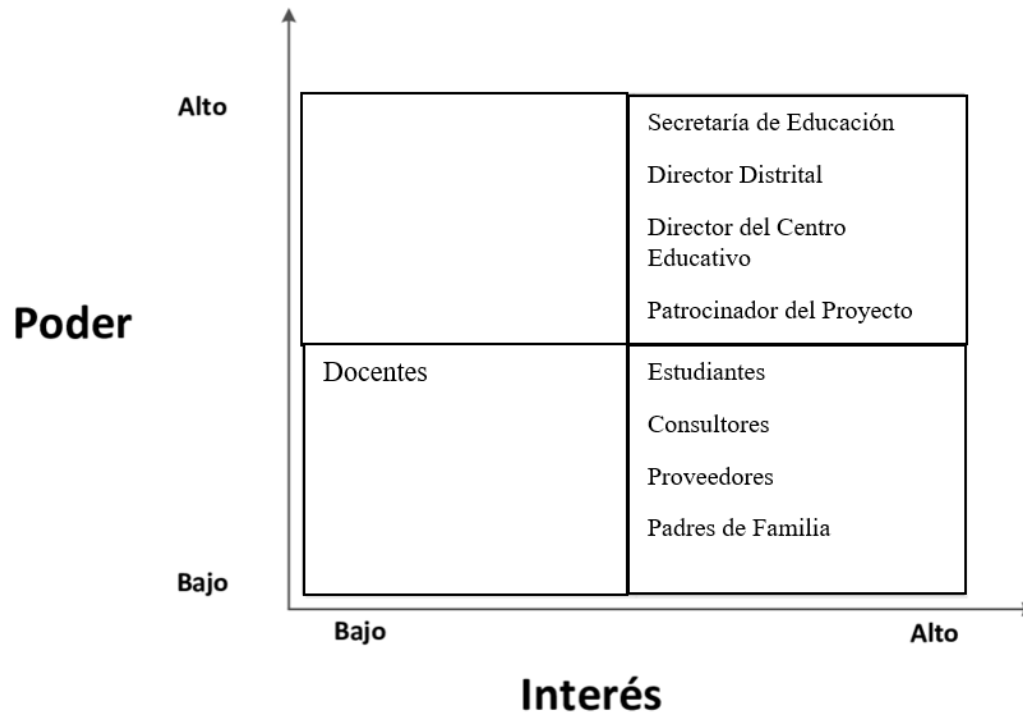 Alto
Secretaría de Educación
Director Distrital
Director del Centro
Educativo
Patrocinador del Proyecto
Poder
Docentes
Estudiantes
Consultores
Proveedores
Padres de Familia
Bajo
Bajo
Alto
Interés